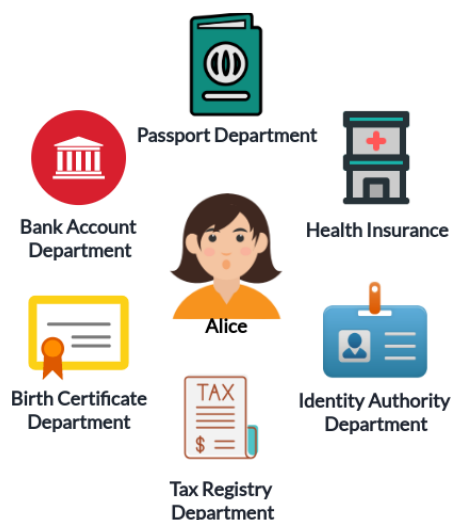 Passport Department
Bank Account
Department
Health Insurance
Alice
Birth Certificate
Department
Identity Authority
Department
TAX
$
Tax Registry
Department